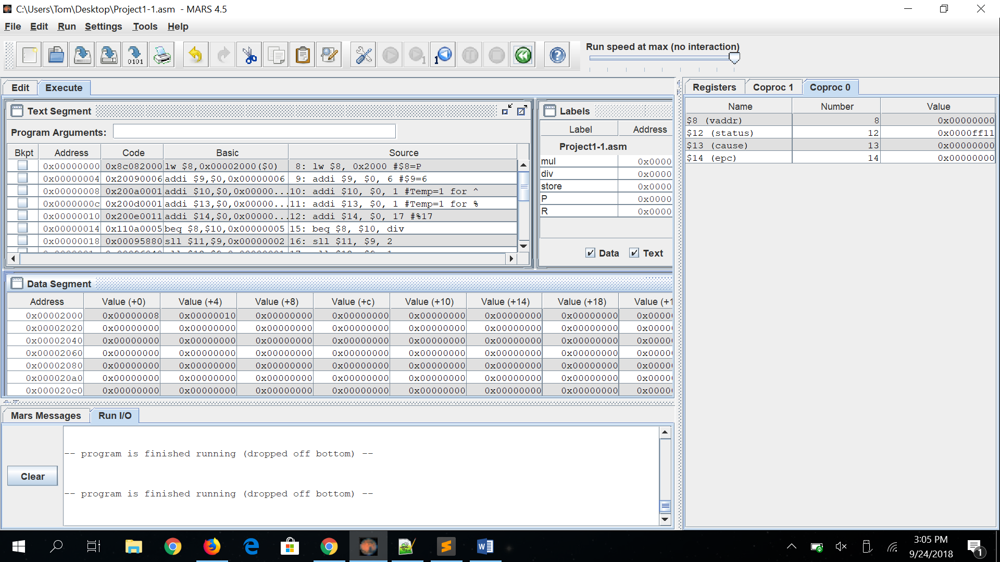 C:\Users\Tom\Desktop\Project1-1.asm - MARS 4.5
File Edit Run Settings Tools Help
Run speed at max (no interaction)
Edit Execute
Text Segment
Program Arguments:
Bkpt Address Code Basic Source
0x00000000 0x8c082000 lw $8,0x00002000($0) 8: lw $8, 0x2000 #$8=P
0x00000004 0x20090006 addi $9,$0,0x00000006 9: addi $9, $0, 6 #$9=6
0x00000008 0x200a0001 addi $10,$0,0x00000... 10: addi $10, $0, 1 #Temp=1 for ^
0x0000000c 0x200d0001 addi $13,$0,0x00000... 11: addi $13, $0, 1 #Temp=1 for %
0x00000010 0x200e0011 addi $14,$0,0x00000... 12: addi $14, $0, 17 #%17
0x00000014 0x110a0005 beq $8,$10,0x00000005 15: beq $8, $10, div
0x00000018 0x00095880 sll $11,$9,0x00000002 16: sll $11, $9, 2
Labels
Label Address
Project1-1.asm
mul 0x0000
div 0x0000
store 0x0000
P 0x0000
R 0x0000
Data Text
Data Segment
Address Value (+0) Value (+4) Value (+8) Value (+c) Value (+10) Value (+14) Value (+18) Value (+1
0x00002000 0x00000008 0x00000010 0x00000000 0x00000000 0x00000000 0x00000000 0x00000000 0x0000
0x00002020 0x00000000 0x00000000 0x00000000 0x00000000 0x00000000 0x00000000 0x00000000 0x0000
0x00002040 0x00000000 0x00000000 0x00000000 0x00000000 0x00000000 0x00000000 0x00000000 0x0000
0x00002060 0x00000000 0x00000000 0x00000000 0x00000000 0x00000000 0x00000000 0x00000000 0x0000
0x00002080 0x00000000 0x00000000 0x00000000 0x00000000 0x00000000 0x00000000 0x00000000 0x0000
0x000020a0 0x00000000 0x00000000 0x00000000 0x00000000 0x00000000 0x00000000 0x00000000 0x0000
0x000020c0 0x00000000 0x00000000 0x00000000 0x00000000 0x00000000 0x00000000 0x00000000 0x0000
Mars Messages Run I/O
Clear
-- program is finished running (dropped off bottom) --
-- program is finished running (dropped off bottom) --
Registers Coproc 1 Coproc 0
Name Number Value
$8 (vaddr) 8 0x00000000
$12 (status) 12 0x0000ff11
$13 (cause) 13 0x00000000
$14 (epc) 14 0x00000000
3:05 PM
9/24/2018
1